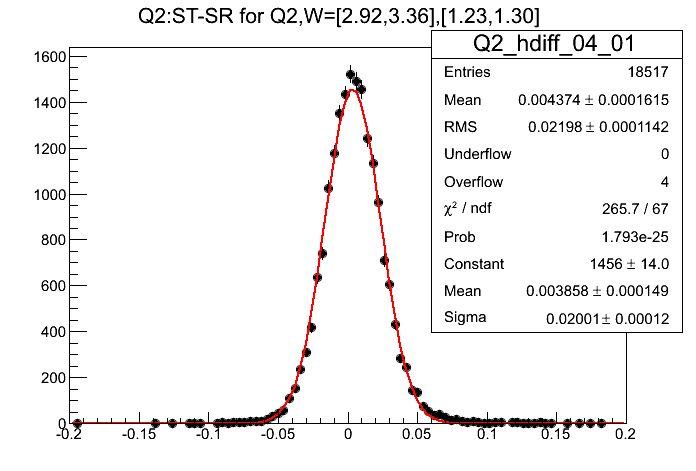 Q2:ST-SR for Q2,W=[2.92,3.36],[1.23,1.30]
Q2_hdiff_04_01
Entries 18517
Mean 0.004374 ± 0.0001615
RMS 0.02198 ± 0.0001142
Underflow 0
Overflow 4
χ² / ndf 265.7 / 67
Prob 1.793e-25
Constant 1456 ± 14.0
Mean 0.003858 ± 0.000149
Sigma 0.02001 ± 0.00012
1600
1400
1200
1000
800
600
400
200
0
-0.2 -0.15 -0.1 -0.05 0 0.05 0.1 0.15 0.2